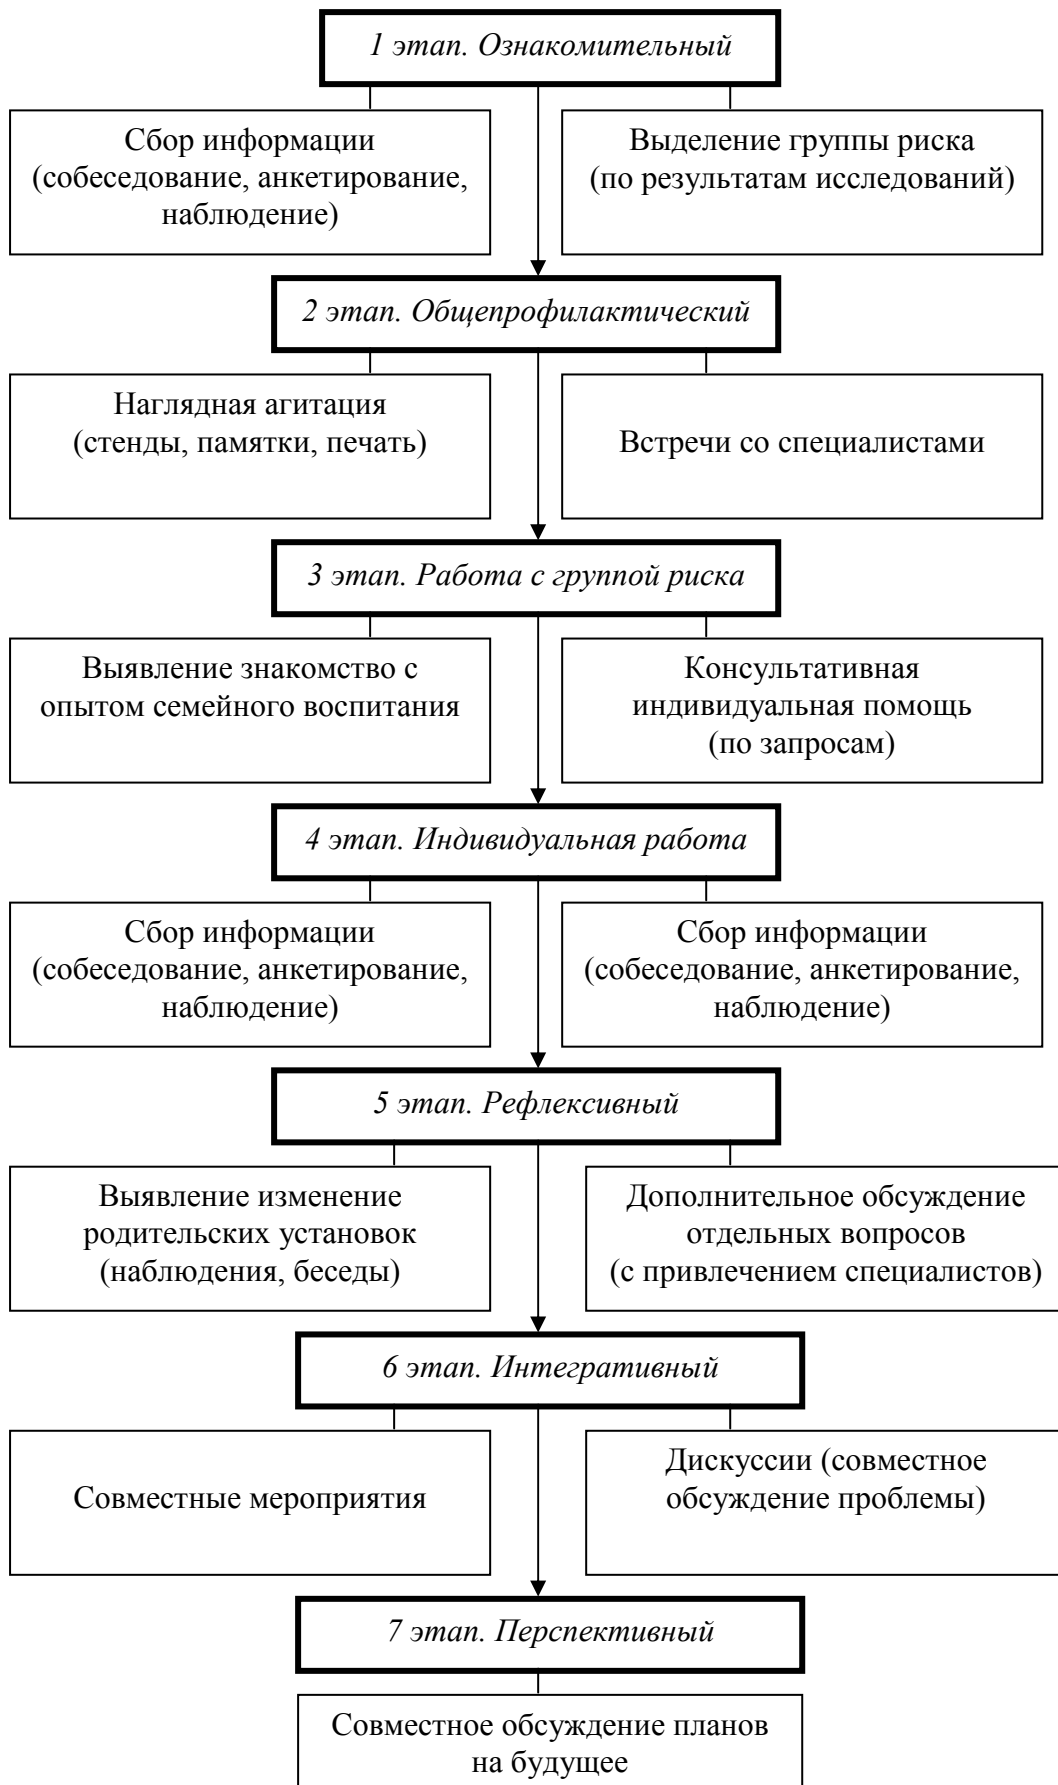 1 этап. Ознакомительный
Сбор информации
(собеседование, анкетирование,
наблюдение)
Выделение группы риска
(по результатам исследований)
2 этап. Общепрофилактический
Наглядная агитация
(стенды, памятки, печать)
Встречи со специалистами
3 этап. Работа с группой риска
Выявление знакомство с
опытом семейного воспитания
Консультативная
индивидуальная помощь
(по запросам)
4 этап. Индивидуальная работа
Сбор информации
(собеседование, анкетирование,
наблюдение)
Сбор информации
(собеседование, анкетирование,
наблюдение)
5 этап. Рефлексивный
Выявление изменение
родительских установок
(наблюдения, беседы)
Дополнительное обсуждение
отдельных вопросов
(с привлечением специалистов)
6 этап. Интегративный
Совместные мероприятия
Дискуссии (совместное
обсуждение проблемы)
7 этап. Перспективный
Совместное обсуждение планов
на будущее